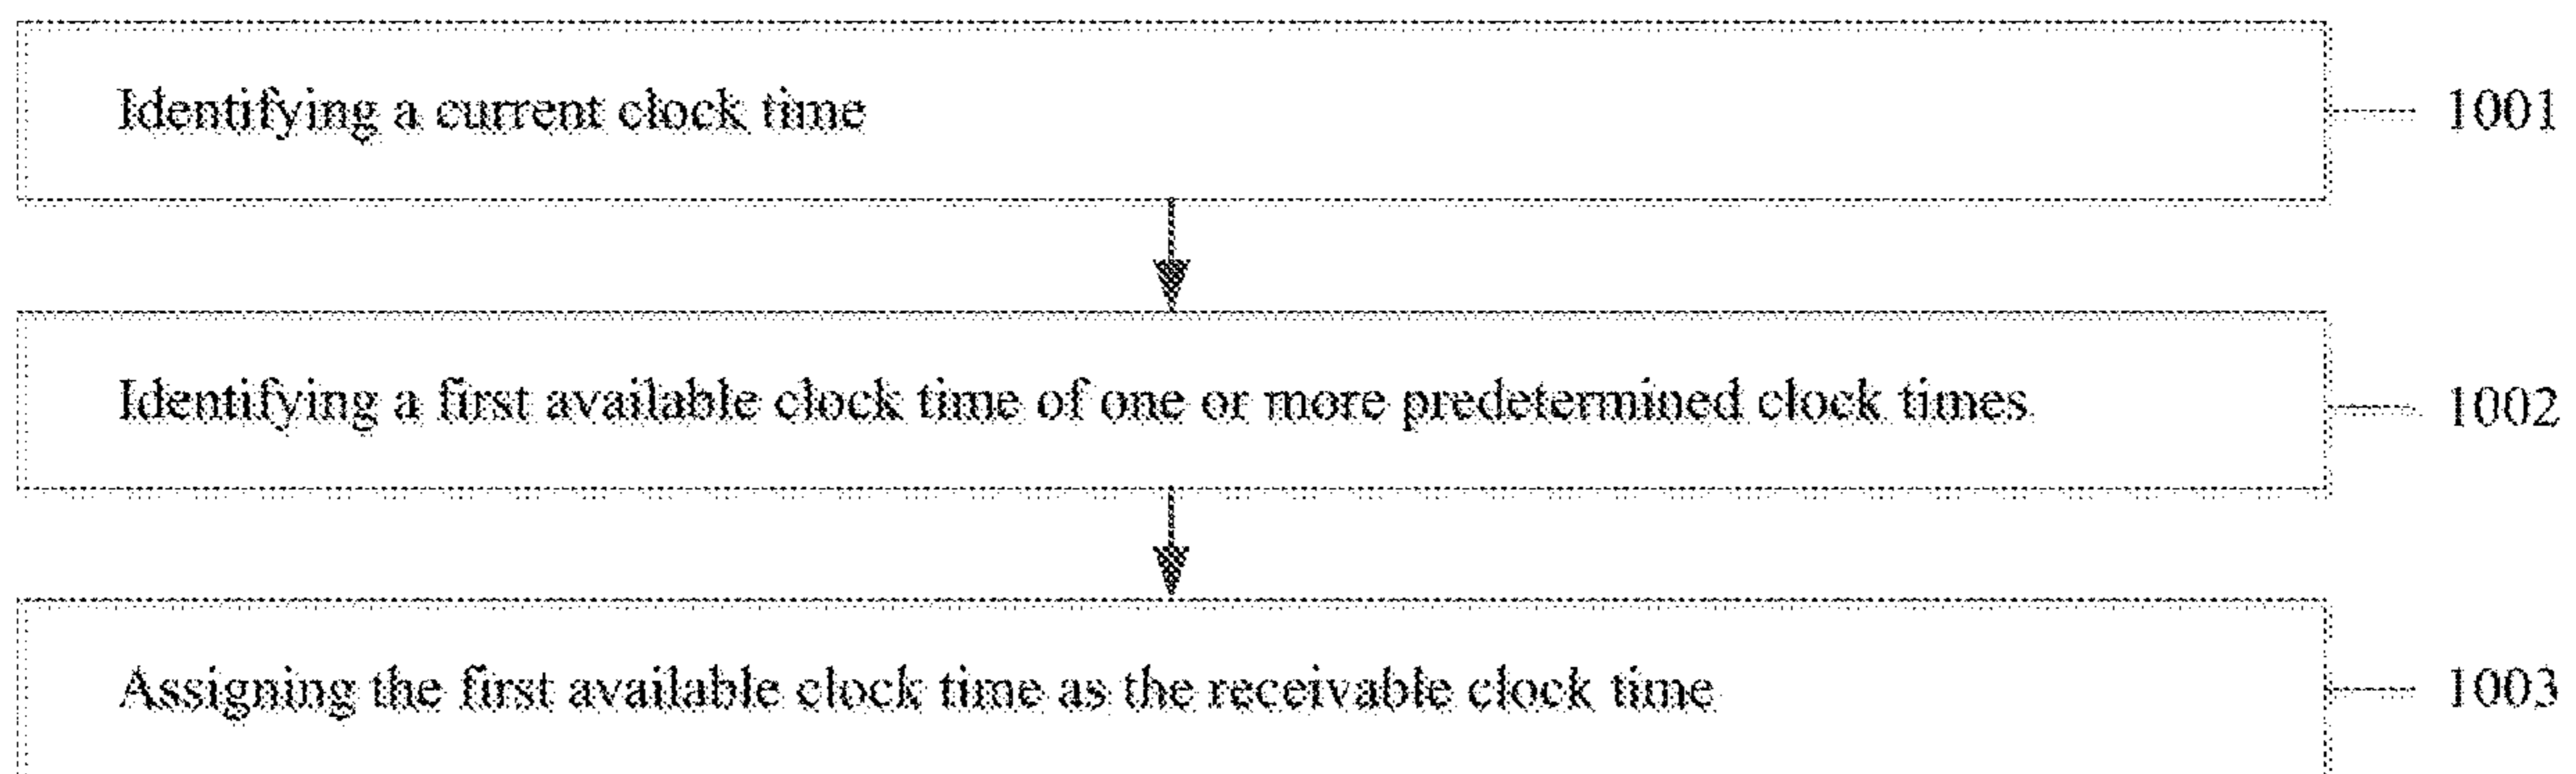 Identifying a current clock time
1001
Identifying a first available clock time of one or more predetermined clock times
1002
Assigning the first available clock time as the receivable clock time
1003